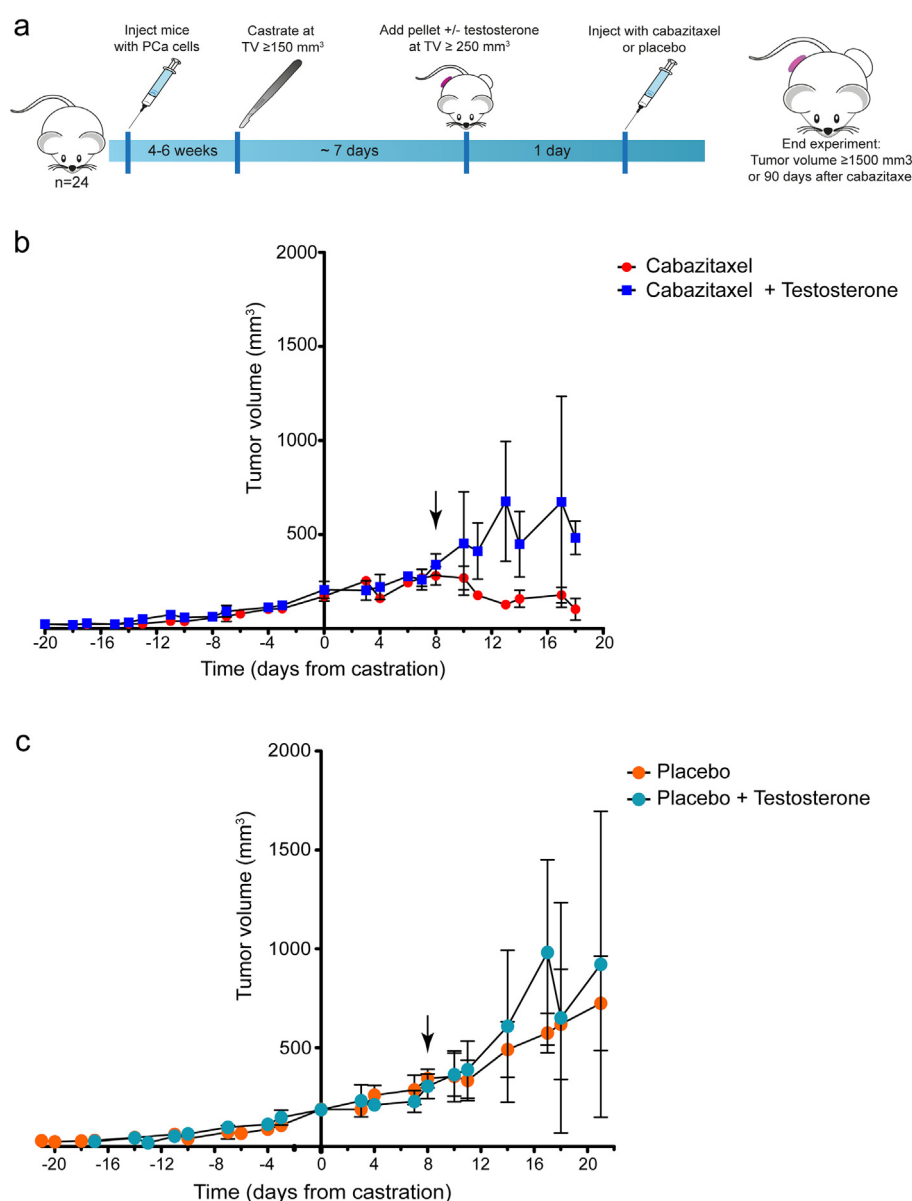 a
Inject mice
with PCa cells
Castrate at
TV ≥150 mm³
Add pellet +/- testosterone
at TV ≥ 250 mm³
Inject with cabazitaxel
or placebo
4-6 weeks
~ 7 days
1 day
n=24
End experiment:
Tumor volume ≥1500 mm3
or 90 days after cabazitaxe
b
Cabazitaxel
Cabazitaxel + Testosterone
Tumor volume (mm³)
2000
1500
1000
500
-20 -16 -12 -8 -4 0 4 8 12 16 20
Time (days from castration)
c
Placebo
Placebo + Testosterone
Tumor volume (mm³)
2000
1500
1000
500
-20 -16 -12 -8 -4 0 4 8 12 16 20
Time (days from castration)